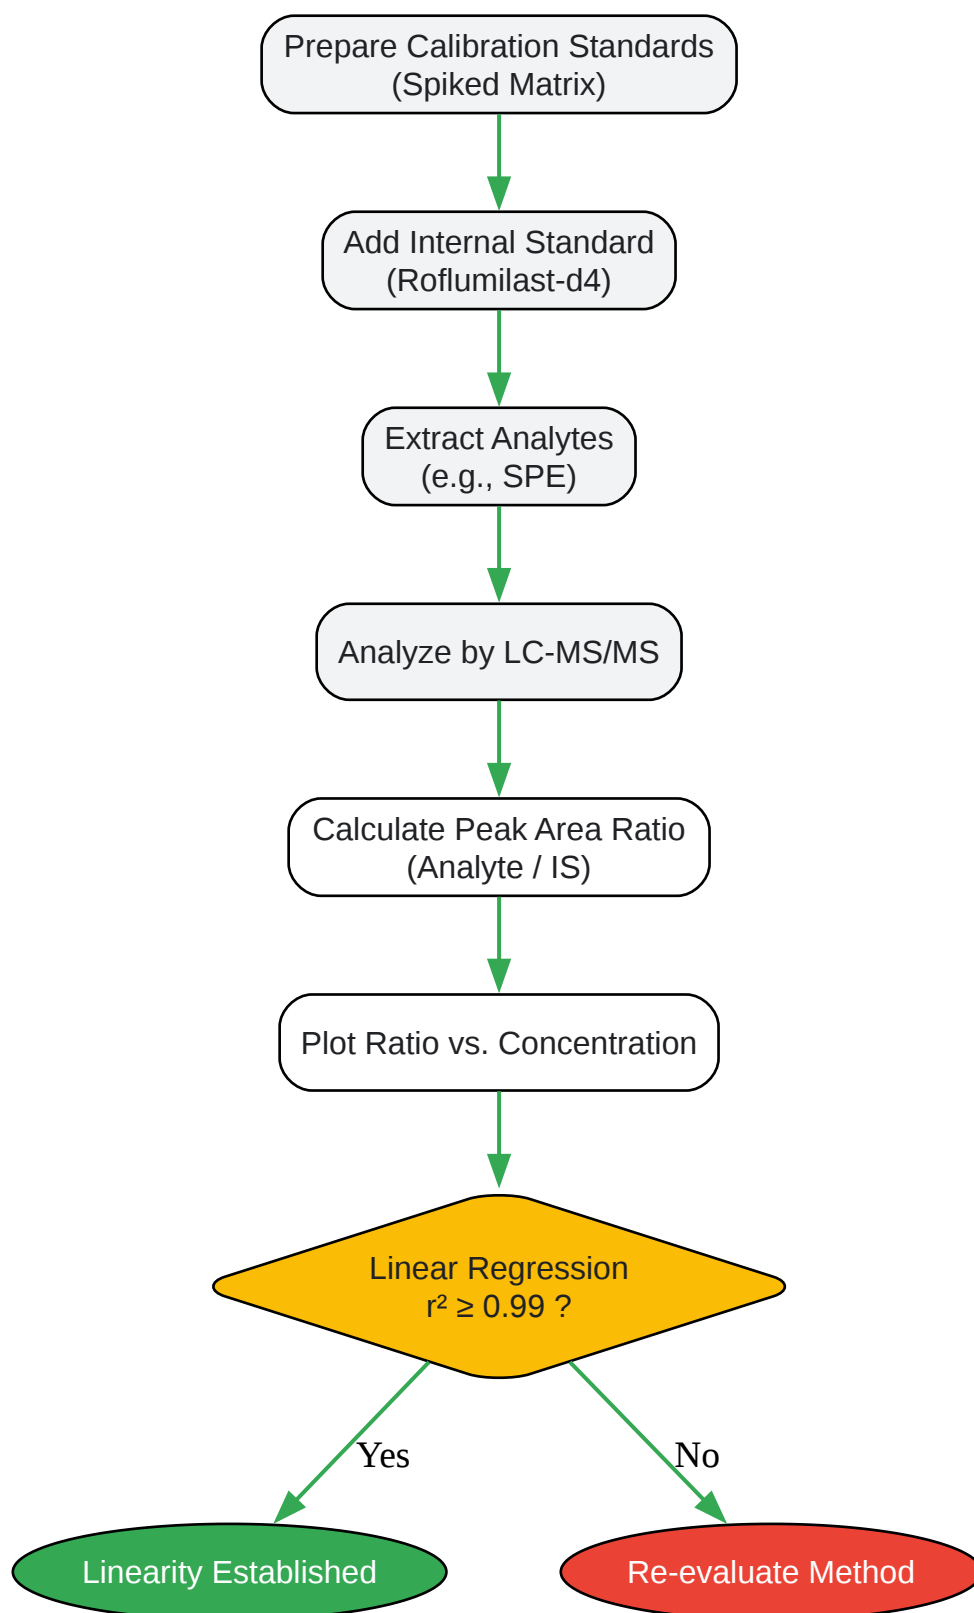 Prepare Calibration Standards
(Spiked Matrix)
Add Internal Standard
(Roflumilast-d4)
Extract Analytes
(e.g., SPE)
Analyze by LC-MS/MS
Calculate Peak Area Ratio
(Analyte / IS)
Plot Ratio vs. Concentration
Linear Regression
r² ≥ 0.99 ?
Yes
No
Linearity Established
Re-evaluate Method